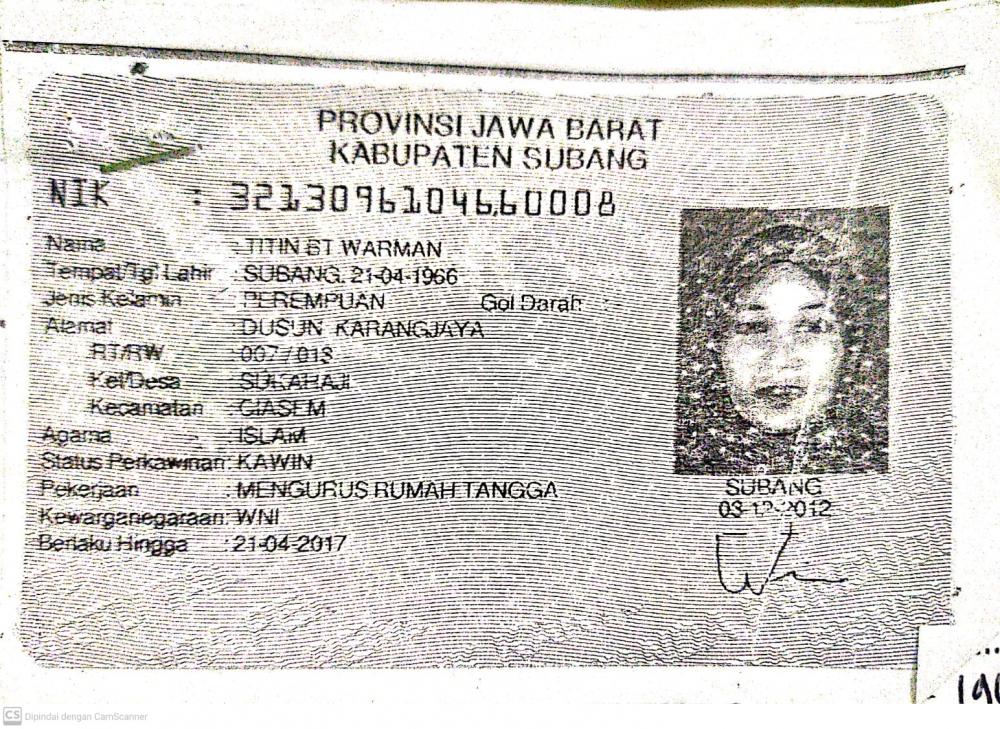 PROVINSI JAWA BARAT
KABUPATEN SUBANG
NIK : 3213096104660008
Nama : TITIN BT WARMAN
Tempat/Tgl Lahir : SUBANG, 21-04-1966
Jenis Kelamin : PEREMPUAN Gol Darah :
Alamat : DUSUN KARANGJAYA
RT/RW : 007 / 013
Kel/Desa : SUKAHAJI
Kecamatan : CIASEM
Agama : ISLAM
Status Perkawinan: KAWIN
Pekerjaan : MENGURUS RUMAH TANGGA
Kewarganegaraan: WNI
Berlaku Hingga : 21-04-2017
SUBANG
03-12-2012
CS Dipindai dengan CamScanner